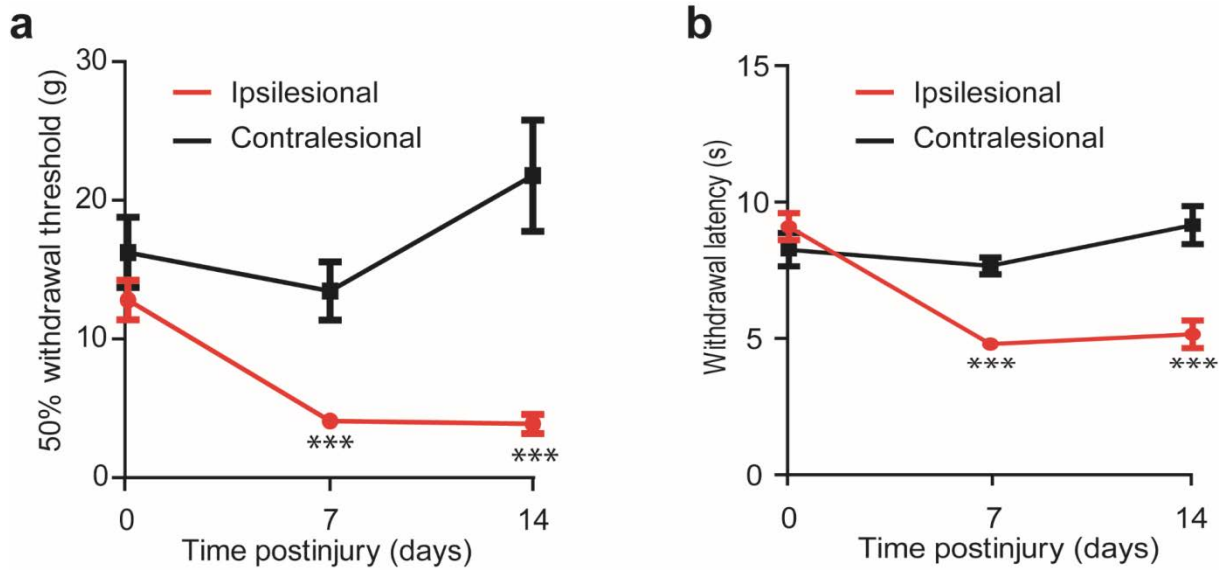 a
50% withdrawal threshold (g)
30
20
10
0
Ipsilesional
Contralesional
***
***
0
7
14
Time postinjury (days)
b
Withdrawal latency (s)
15
10
5
0
Ipsilesional
Contralesional
***
***
0
7
14
Time postinjury (days)